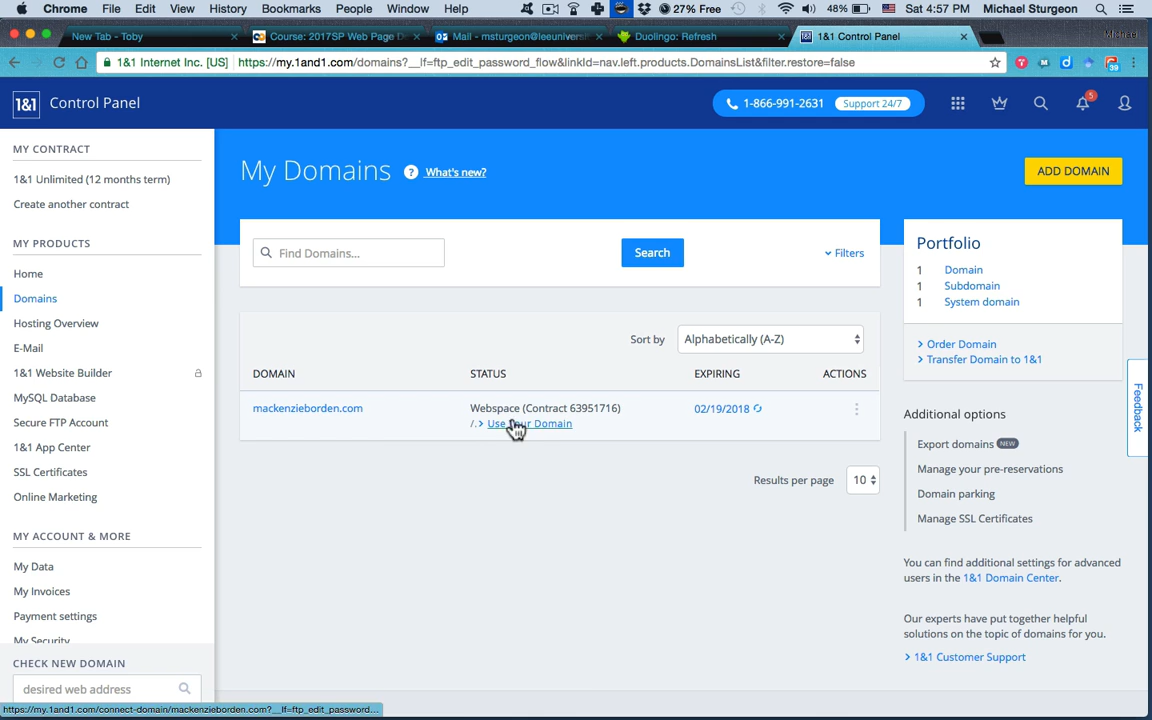 Chrome File Edit View History Bookmarks People Window Help 27% Free 48% Sat 4:57 PM Michael Sturgeon
New Tab - Toby Course: 2017SP Web Page D Mail - msturgeon@leeuniversi Duolingo: Refresh 1&1 Control Panel Michael
1&1 Internet Inc. [US] https://my.1and1.com/domains?__lf=ftp_edit_password_flow&linkId=nav.left.products.DomainsList&filter.restore=false 39
1&1 Control Panel 1-866-991-2631 Support 24/7 5
MY CONTRACT
1&1 Unlimited (12 months term)
Create another contract
MY PRODUCTS
Home
Domains
Hosting Overview
E-Mail
1&1 Website Builder
MySQL Database
Secure FTP Account
1&1 App Center
SSL Certificates
Online Marketing
MY ACCOUNT & MORE
My Data
My Invoices
Payment settings
My Security
CHECK NEW DOMAIN
desired web address
My Domains ? What's new?
ADD DOMAIN
Find Domains... Search Filters
Sort by Alphabetically (A-Z)
DOMAIN STATUS EXPIRING ACTIONS
mackenzieborden.com Webspace (Contract 63951716) 02/19/2018
/.> Use Your Domain
Results per page 10
Portfolio
1 Domain
1 Subdomain
1 System domain
> Order Domain
> Transfer Domain to 1&1
Additional options
Export domains NEW
Manage your pre-reservations
Domain parking
Manage SSL Certificates
You can find additional settings for advanced
users in the 1&1 Domain Center.
Our experts have put together helpful
solutions on the topic of domains for you.
> 1&1 Customer Support
Feedback
https://my.1and1.com/connect-domain/mackenzieborden.com?__lf=ftp_edit_password...